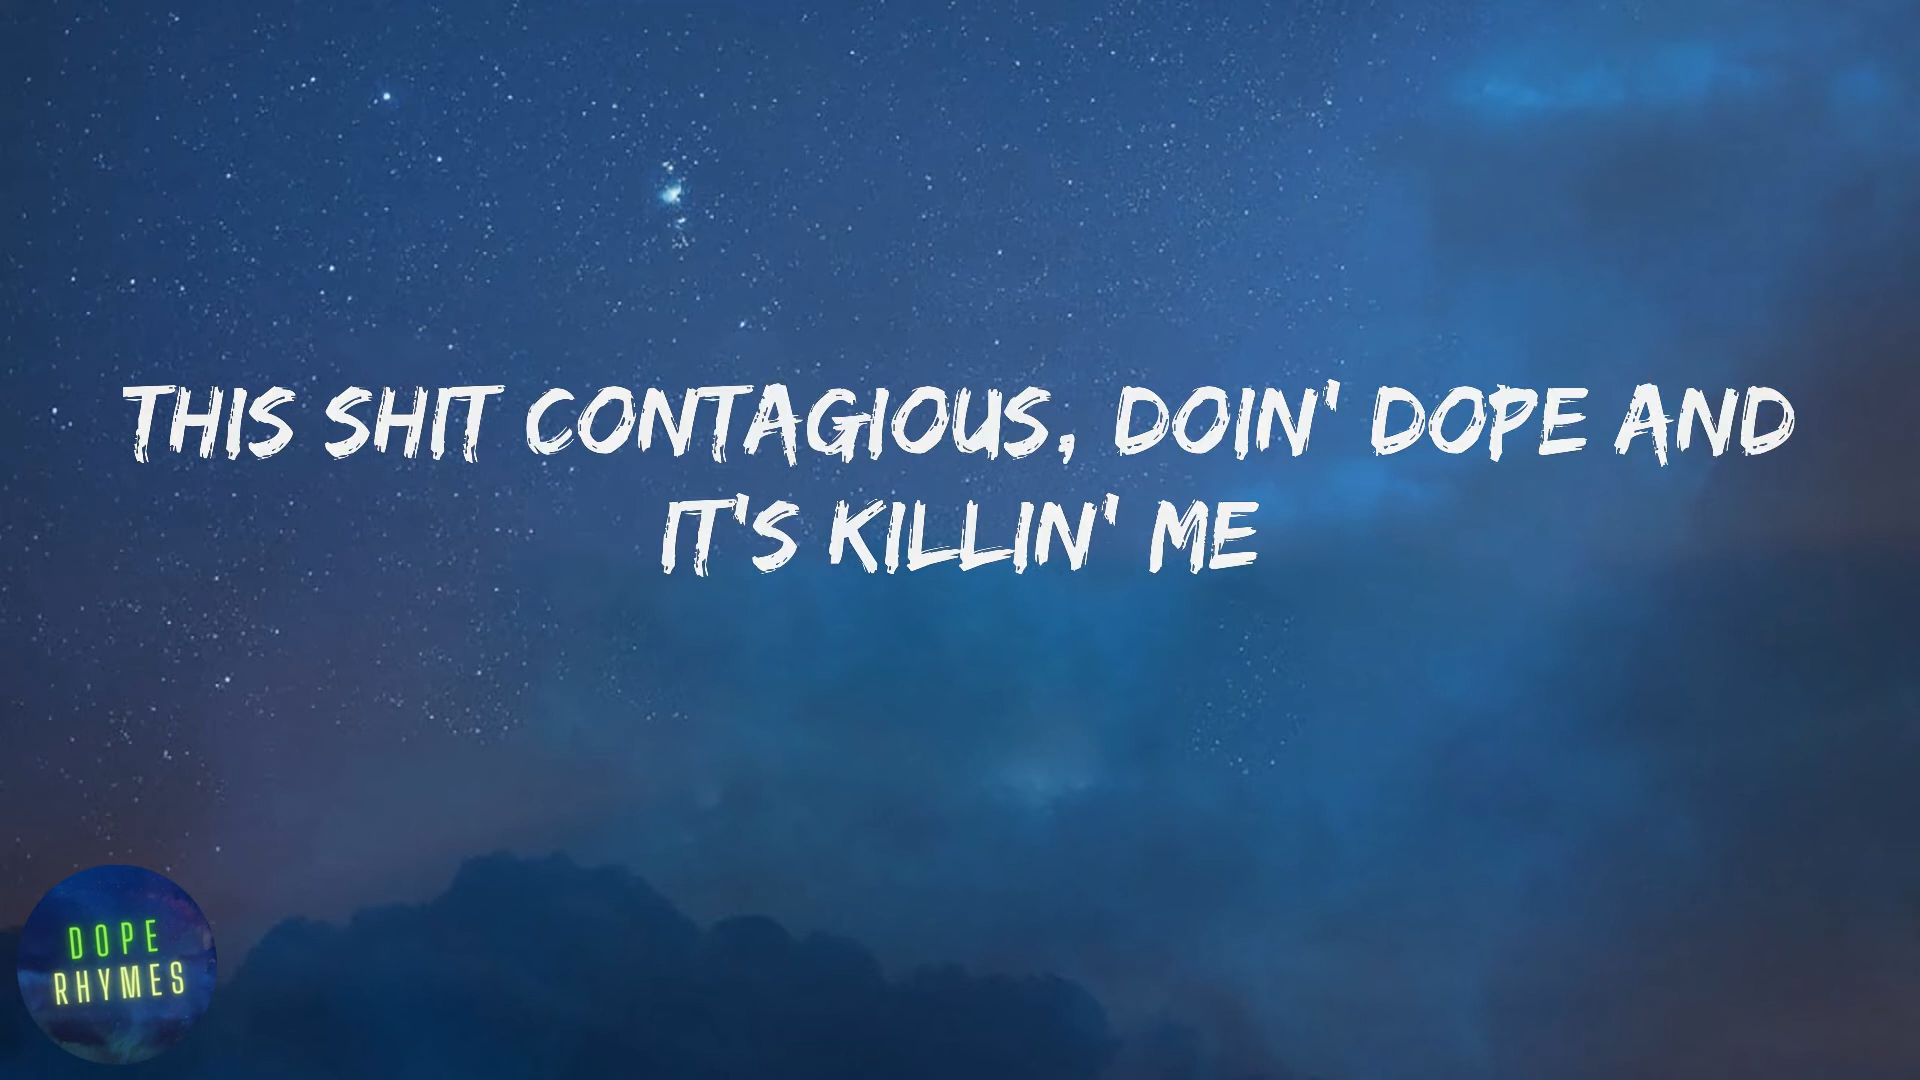 THIS SHIT CONTAGIOUS, DOIN' DOPE AND
IT'S KILLIN' ME
DOPE
RHYMES